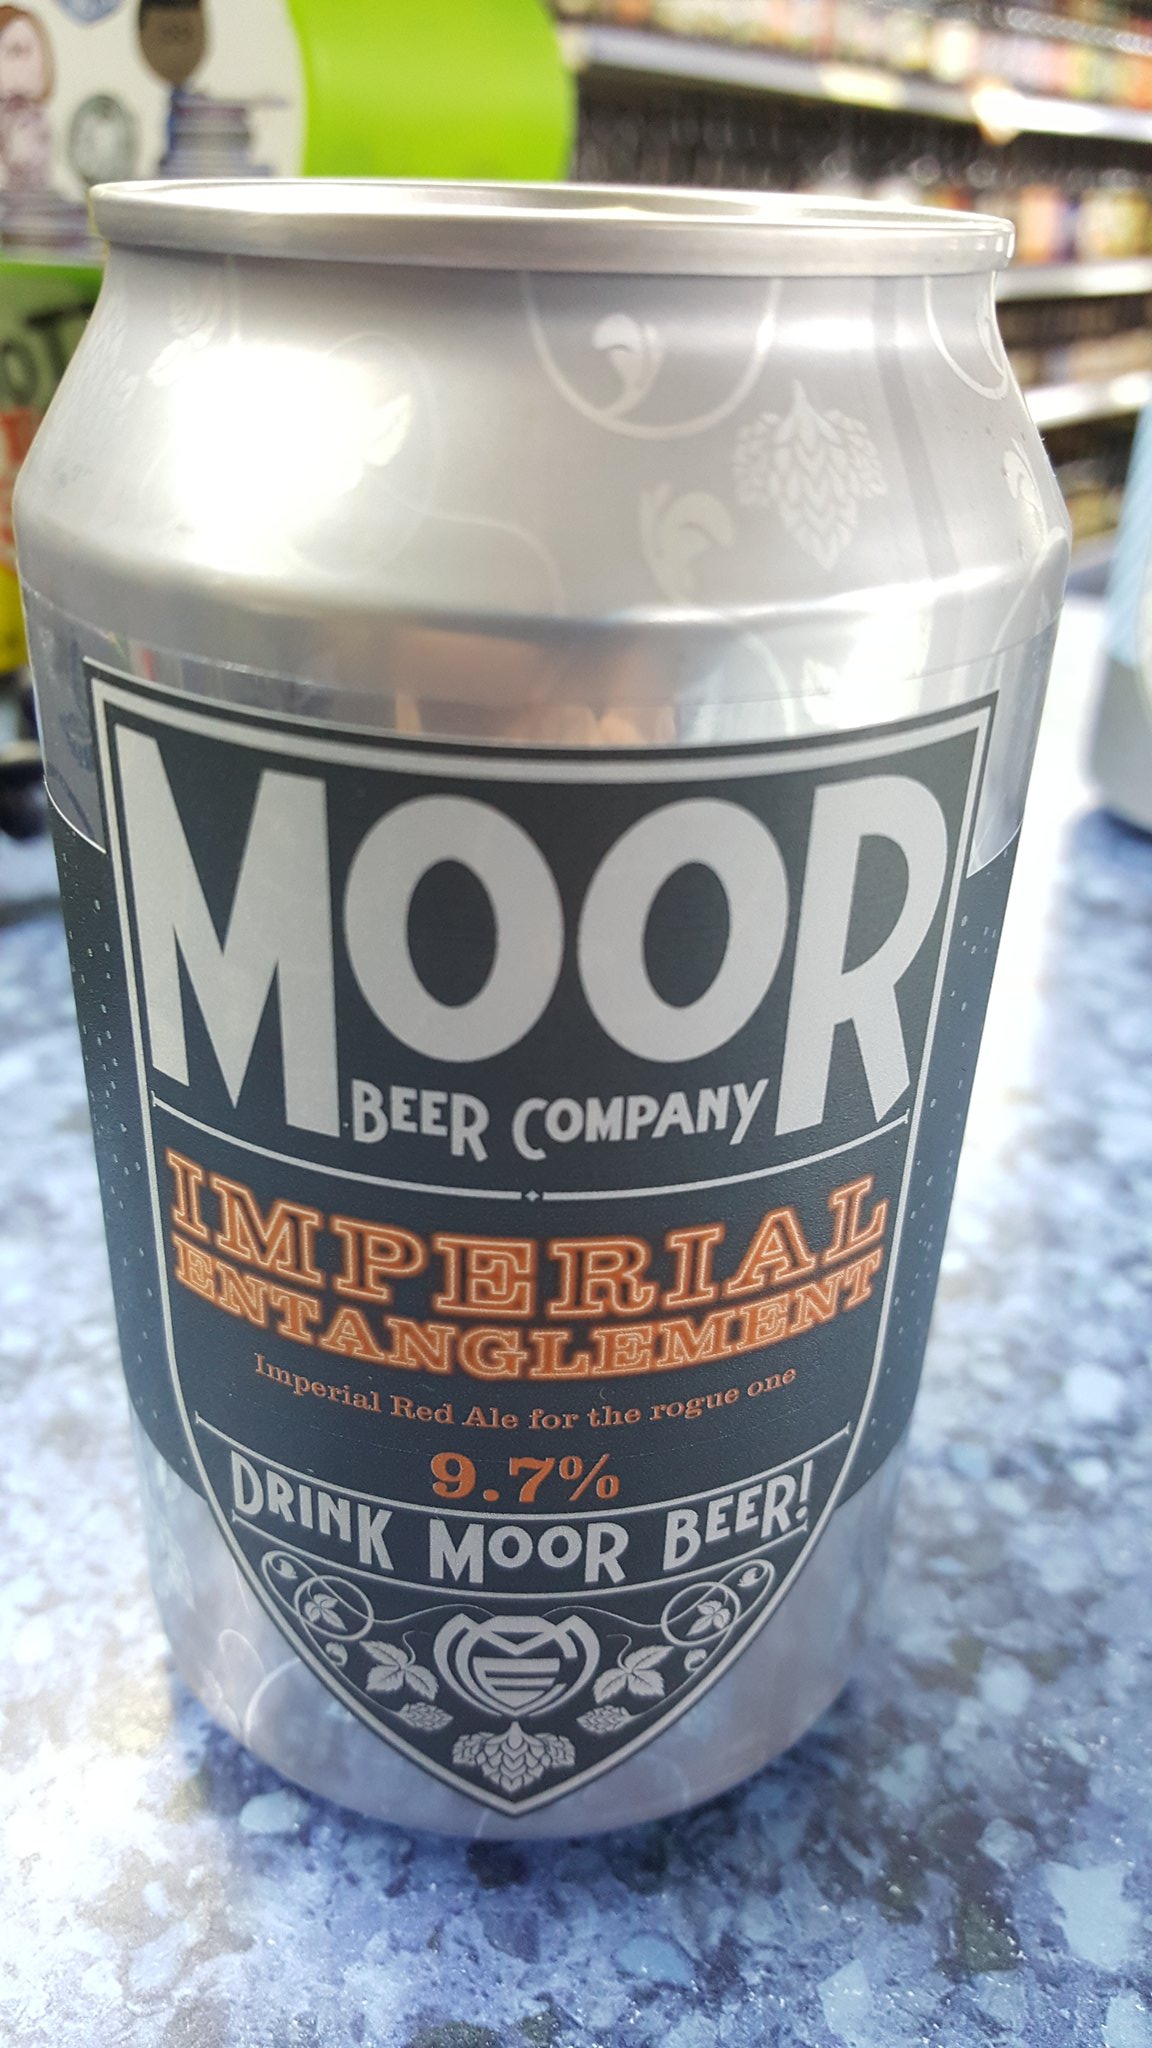 MOOR
BEER COMPANY
IMPERIAL
ENTANGLEMENT
Imperial Red Ale for the rogue one
9.7%
DRINK MOOR BEER!